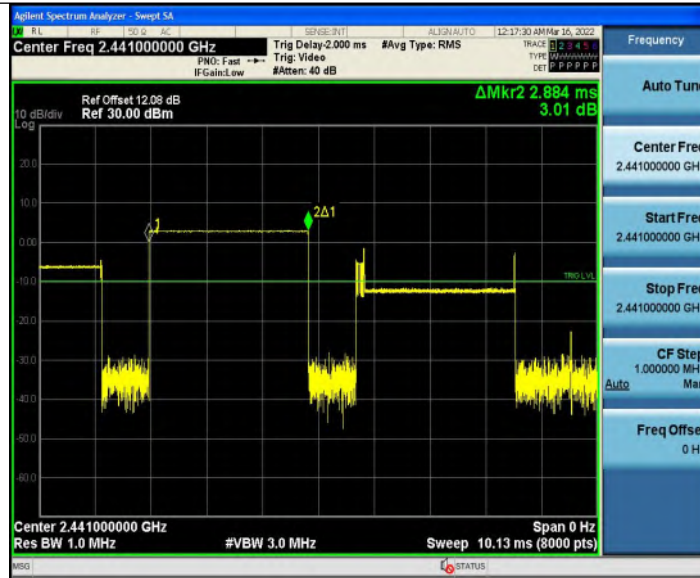 Agilent Spectrum Analyzer - Swept SA
RL RF 50 Ω AC SENSE:INT ALIGNAUTO 12:17:30 AM Mar 16, 2022
Center Freq 2.441000000 GHz
PNO: Fast
IFGain:Low
Trig Delay-2.000 ms
Trig: Video
#Atten: 40 dB
#Avg Type: RMS
TRACE 1 2 3 4 5 6
TYPE
DET P P P P P P
Ref Offset 12.08 dB
10 dB/div Ref 30.00 dBm
Log
ΔMkr2 2.884 ms
3.01 dB
20.0
10.0
0.00
-10.0
-20.0
-30.0
-40.0
-50.0
-60.0
1
2Δ1
TRIG LVL
Center 2.441000000 GHz Span 0 Hz
Res BW 1.0 MHz #VBW 3.0 MHz Sweep 10.13 ms (8000 pts)
MSG STATUS
Frequency
Auto Tun
Center Fre
2.441000000 GH
Start Fre
2.441000000 GH
Stop Fre
2.441000000 GH
CF Step
1.000000 MH
Auto Ma
Freq Offse
0 H